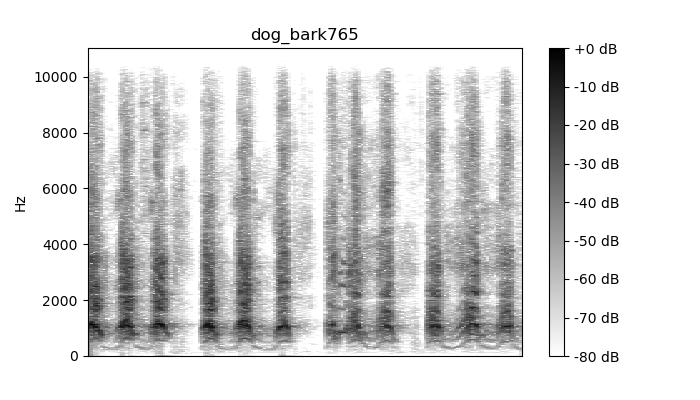 dog_bark765
Hz
10000
8000
6000
4000
2000
0
+0 dB
-10 dB
-20 dB
-30 dB
-40 dB
-50 dB
-60 dB
-70 dB
-80 dB